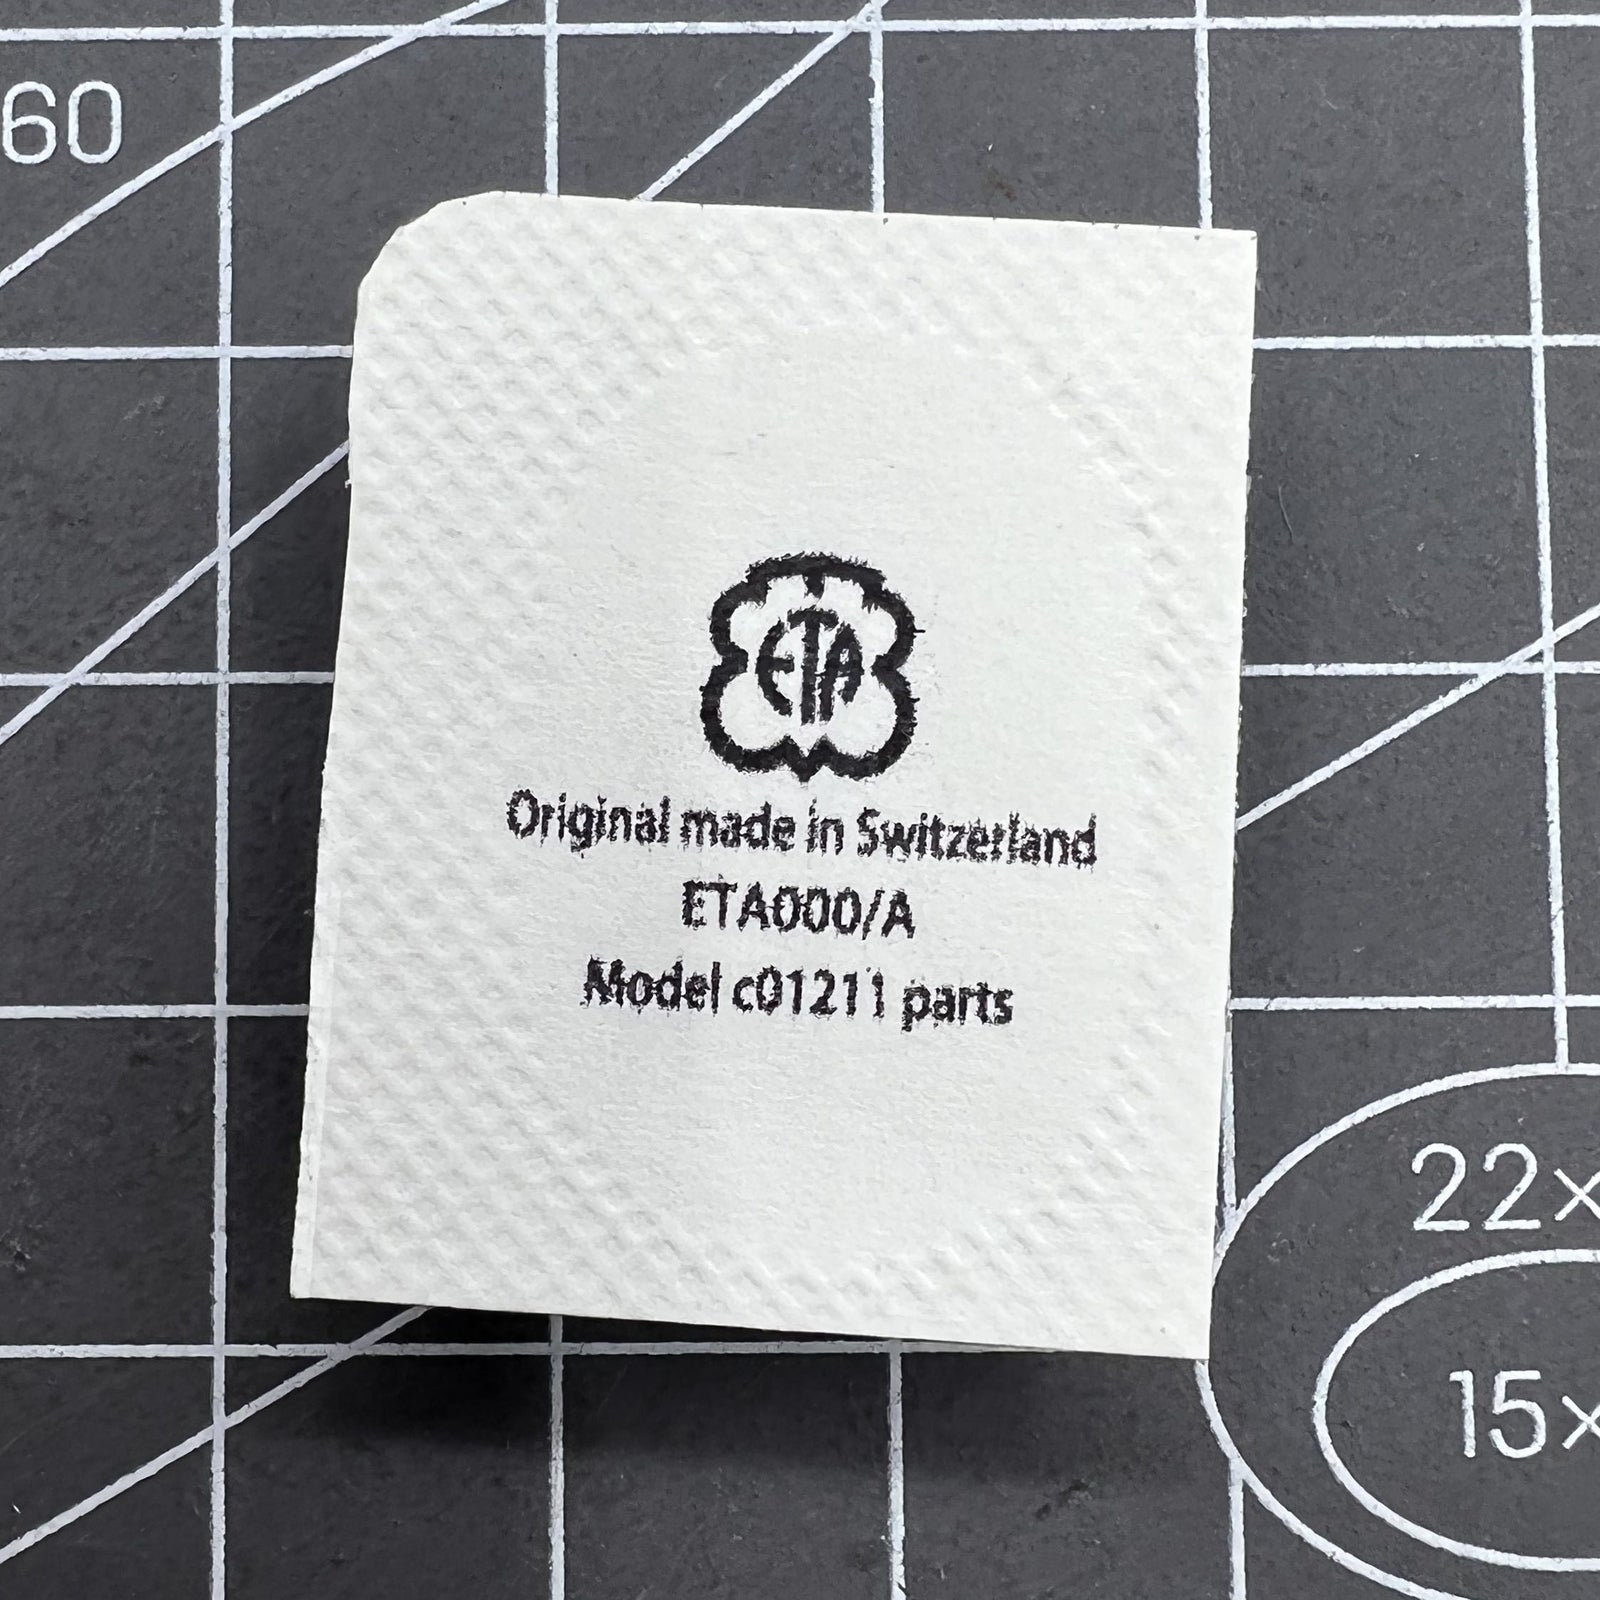 60
ETA
Original made in Switzerland
ETA000/A
Model c01211 parts
22×
15×